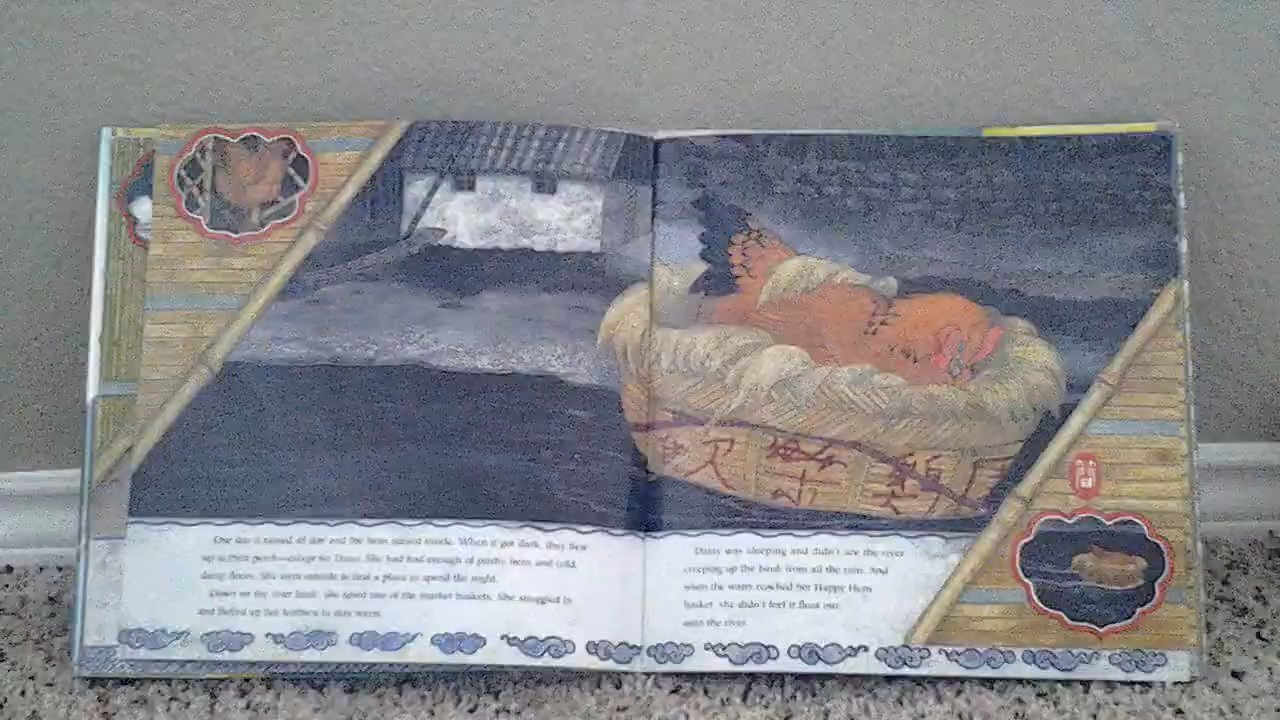 One day it rained all day and the hens stayed inside. When it got dark, they flew
up to their perch—except for Daisy. She had had enough of pushy hens and cold,
damp floors. She went outside to find a place to spend the night.
Down on the river bank, she found one of the market baskets. She snuggled in
and fluffed up her feathers to stay warm.
Daisy was sleeping and didn't see the river
creeping up the bank from all the rain. And
when the water reached her Happy Hens
basket, she didn't feel it float out
onto the river.